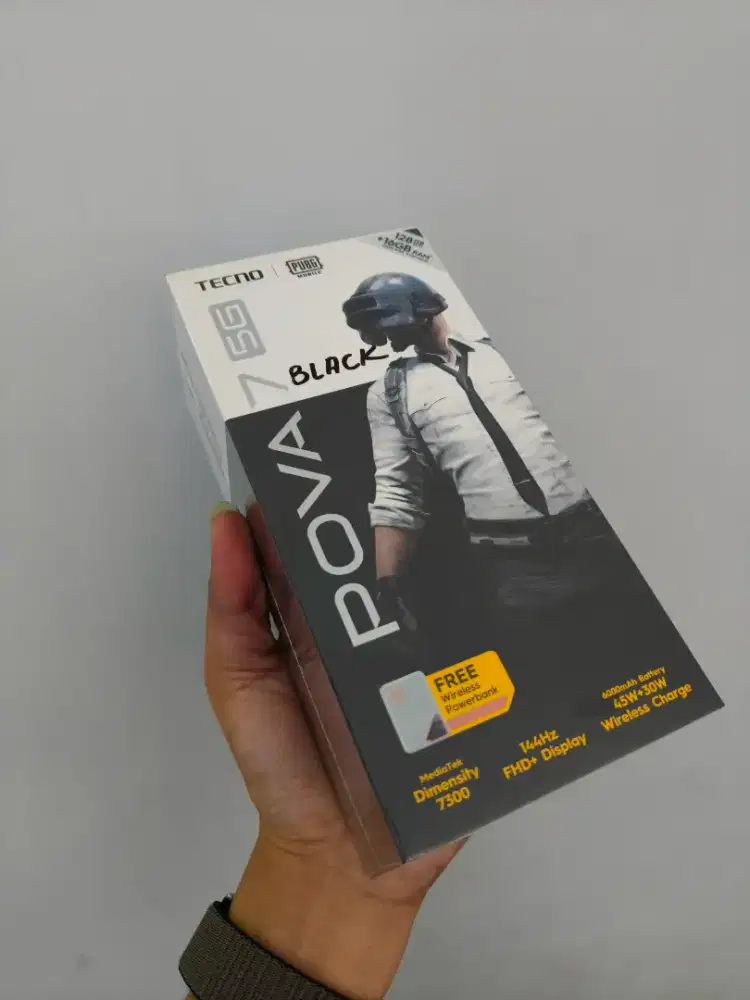 TECNO
PUBG
MOBILE
128GB
+16GB RAM
POVA 7 5G
BLACK
FREE
Wireless
Powerbank
MediaTek
Dimensity
7300
144Hz
FHD+ Display
6000mAh Battery
45W+30W
Wireless Charge